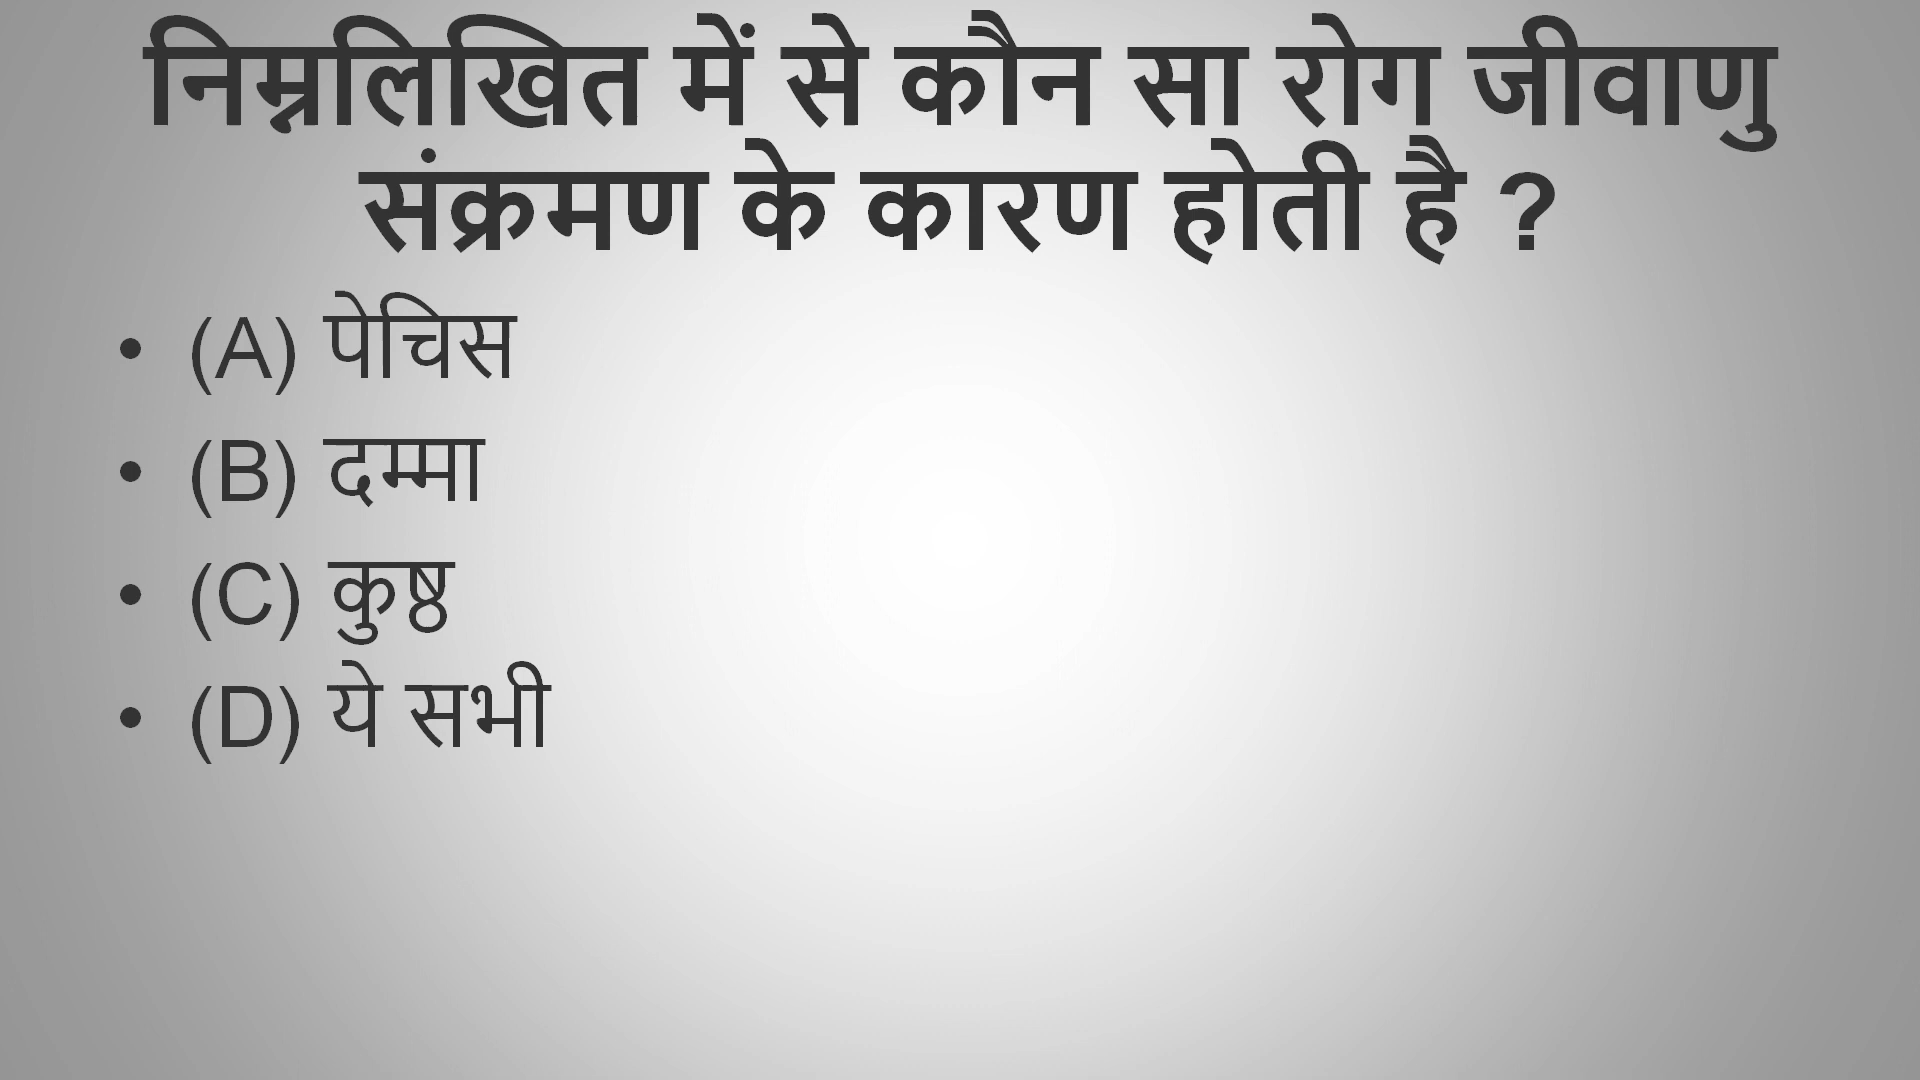 निम्नलिखित में से कौन सा रोग जीवाणु
संक्रमण के कारण होती है ?
• (A) पेचिस
• (B) दम्मा
• (C) कुष्ठ
• (D) ये सभी